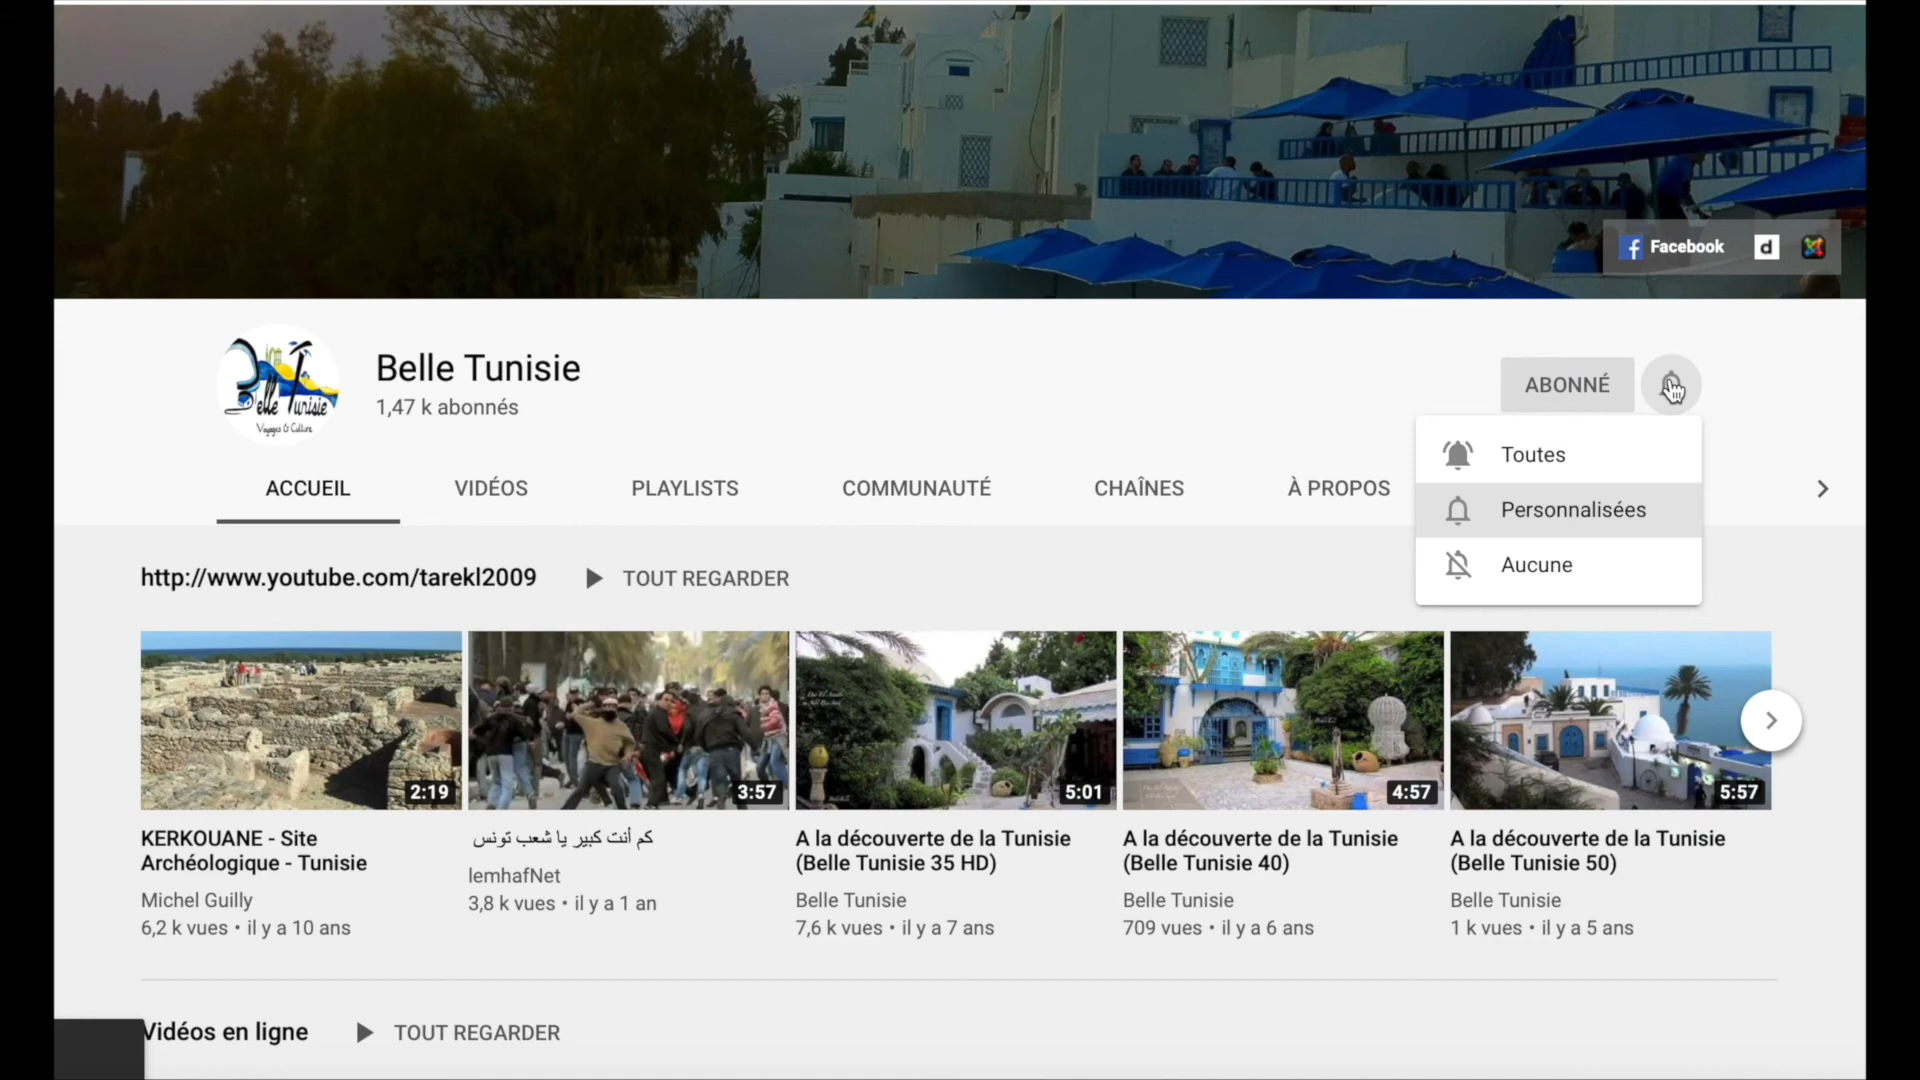 Facebook
d
Belle Tunisie
Voyages & Culture
Belle Tunisie
1,47 k abonnés
ABONNÉ
Toutes
Personnalisées
Aucune
ACCUEIL
VIDÉOS
PLAYLISTS
COMMUNAUTÉ
CHAÎNES
À PROPOS
http://www.youtube.com/tarekl2009
TOUT REGARDER
2:19
3:57
5:01
4:57
5:57
KERKOUANE - Site
Archéologique - Tunisie
Michel Guilly
6,2 k vues • il y a 10 ans
كم أنت كبير يا شعب تونس
lemhafNet
3,8 k vues • il y a 1 an
A la découverte de la Tunisie
(Belle Tunisie 35 HD)
Belle Tunisie
7,6 k vues • il y a 7 ans
A la découverte de la Tunisie
(Belle Tunisie 40)
Belle Tunisie
709 vues • il y a 6 ans
A la découverte de la Tunisie
(Belle Tunisie 50)
Belle Tunisie
1 k vues • il y a 5 ans
Vidéos en ligne
TOUT REGARDER